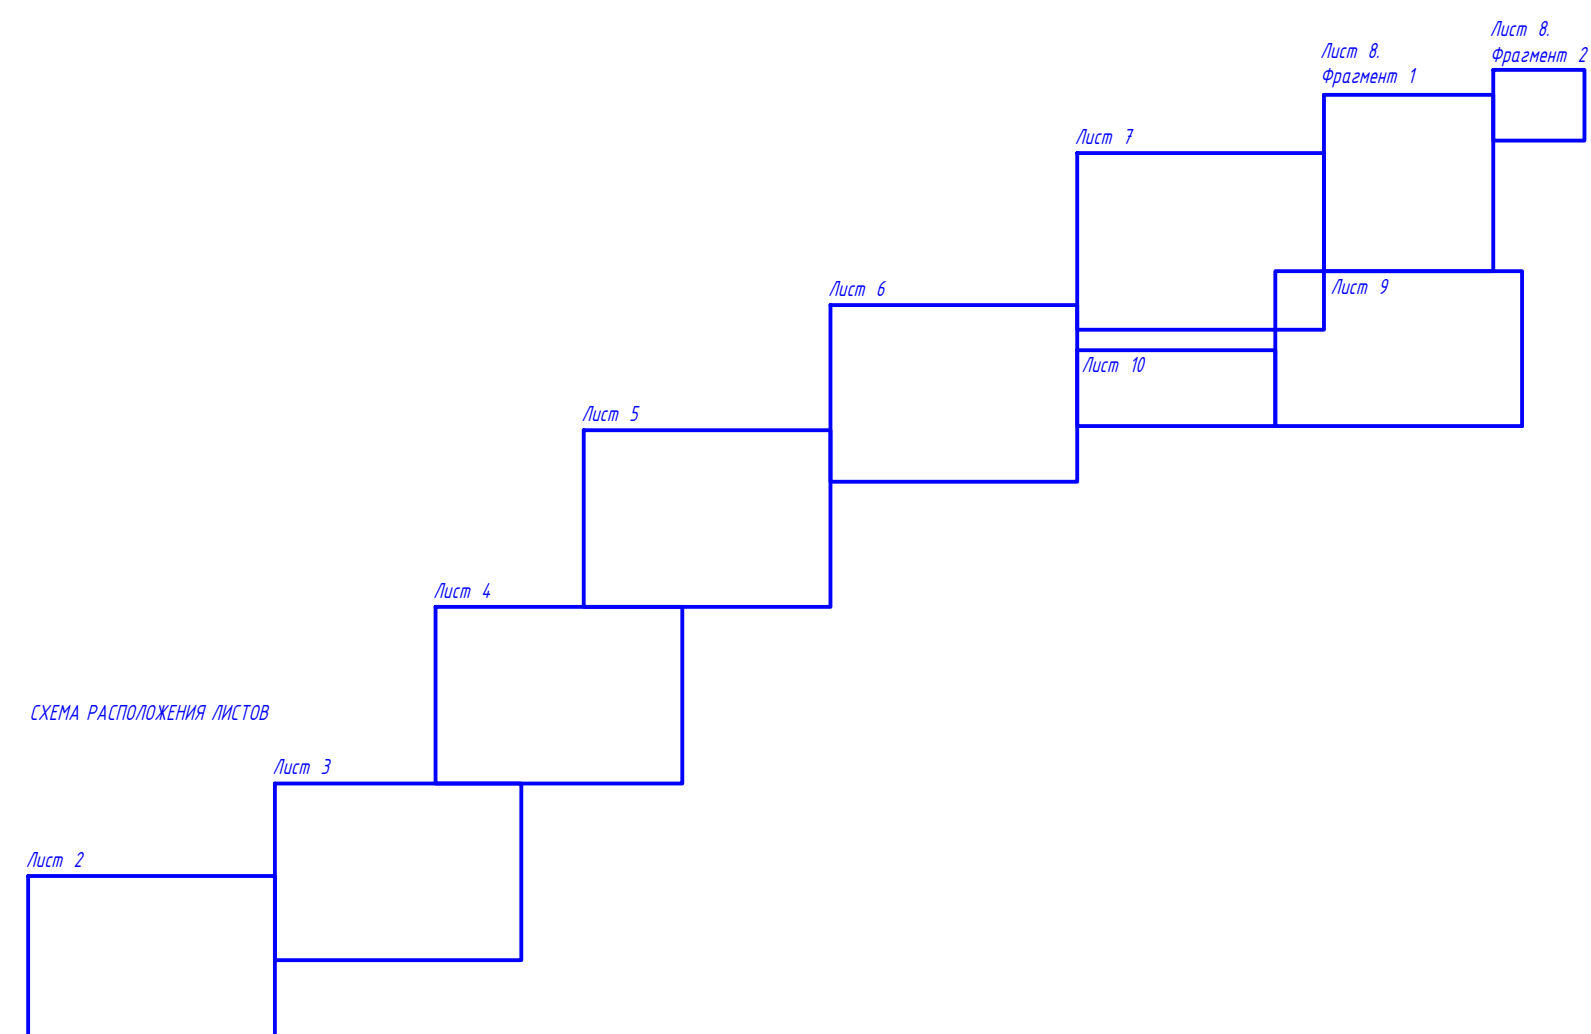 Лист 8.
Фрагмент 2
Лист 8.
Фрагмент 1
Лист 7
Лист 9
Лист 6
Лист 10
Лист 5
Лист 4
СХЕМА РАСПОЛОЖЕНИЯ ЛИСТОВ
Лист 3
Лист 2